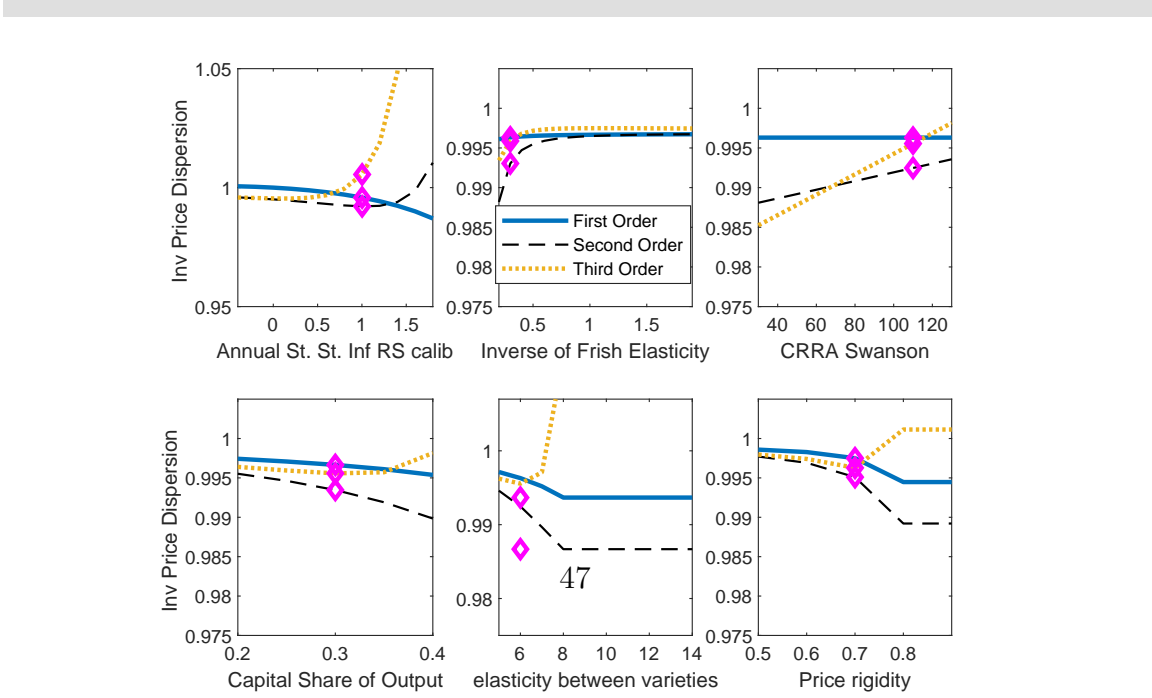 1.05
1
0.95
Inv Price Dispersion
0 0.5 1 1.5
Annual St. St. Inf RS calib
1
0.995
0.99
0.985
0.98
0.975
First Order
Second Order
Third Order
0.5 1 1.5
Inverse of Frish Elasticity
1
0.995
0.99
0.985
0.98
0.975
40 60 80 100 120
CRRA Swanson
1
0.995
0.99
0.985
0.98
0.975
Inv Price Dispersion
0.2 0.3 0.4
Capital Share of Output
1
0.99
0.98
47
6 8 10 12 14
elasticity between varieties
1
0.995
0.99
0.985
0.98
0.975
0.5 0.6 0.7 0.8
Price rigidity